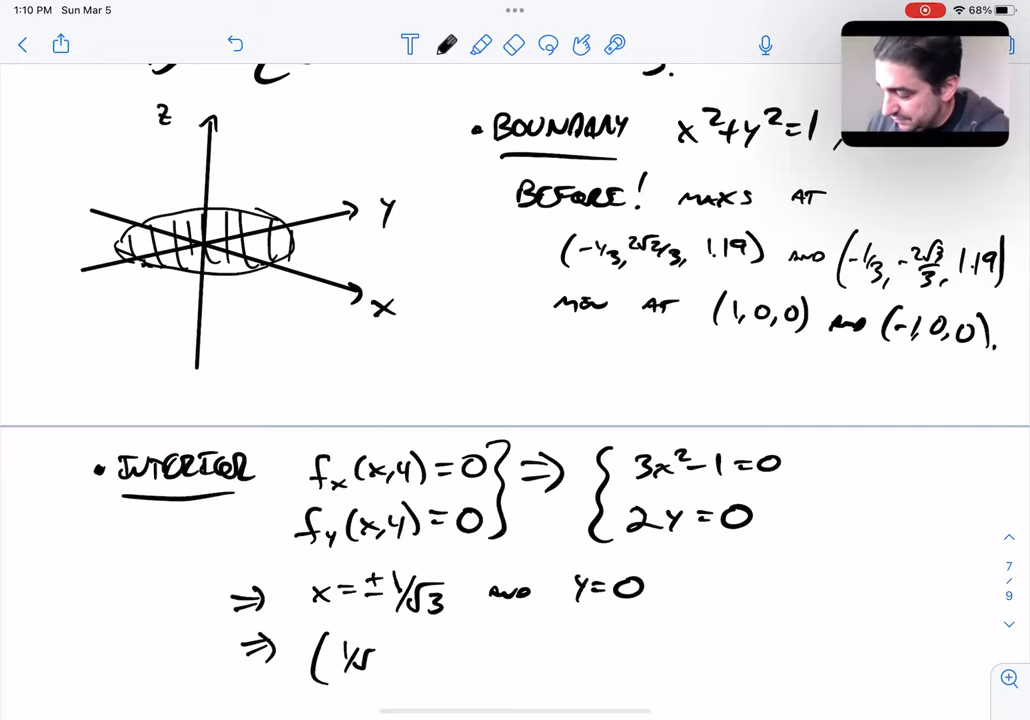 1:10 PM Sun Mar 5
68%
Z
Y
X
• BOUNDARY x²+y²=1,
BEFORE! MAXS AT
(-1/3, 2√2/3, 1.19) AND (-1/3, -2√3/3, 1.19)
MIN AT (1,0,0) AND (-1,0,0).
• INTERIOR fx(x,y)=0 } => { 3x²-1=0
fy(x,y)=0 2y=0
=> x=±1/√3 AND y=0
=> ( 1/√
7
/
9